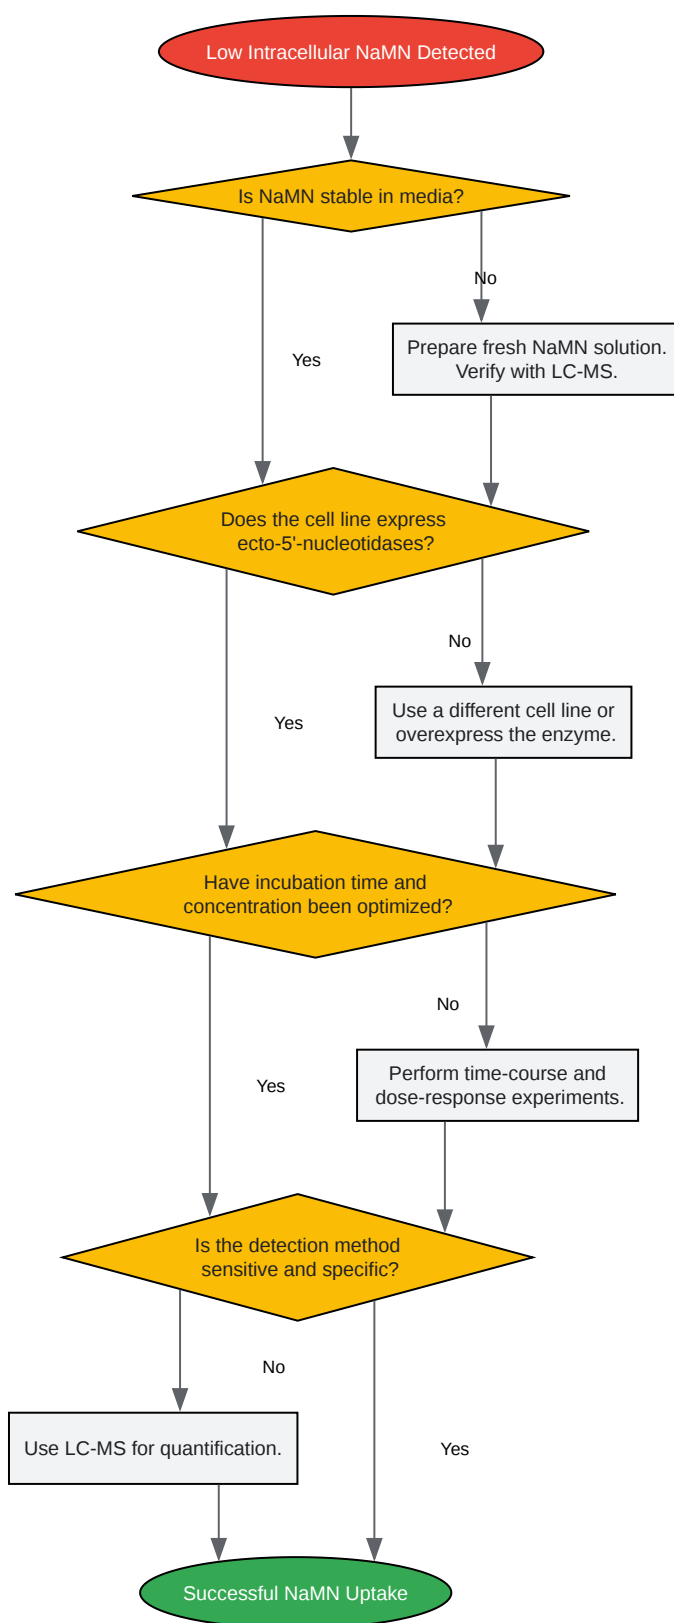 Low Intracellular NaMN Detected
Is NaMN stable in media?
No
Prepare fresh NaMN solution.
Verify with LC-MS.
Yes
Does the cell line express
ecto-5'-nucleotidases?
No
Use a different cell line or
overexpress the enzyme.
Yes
Have incubation time and
concentration been optimized?
No
Perform time-course and
dose-response experiments.
Yes
Is the detection method
sensitive and specific?
No
Use LC-MS for quantification.
Yes
Successful NaMN Uptake